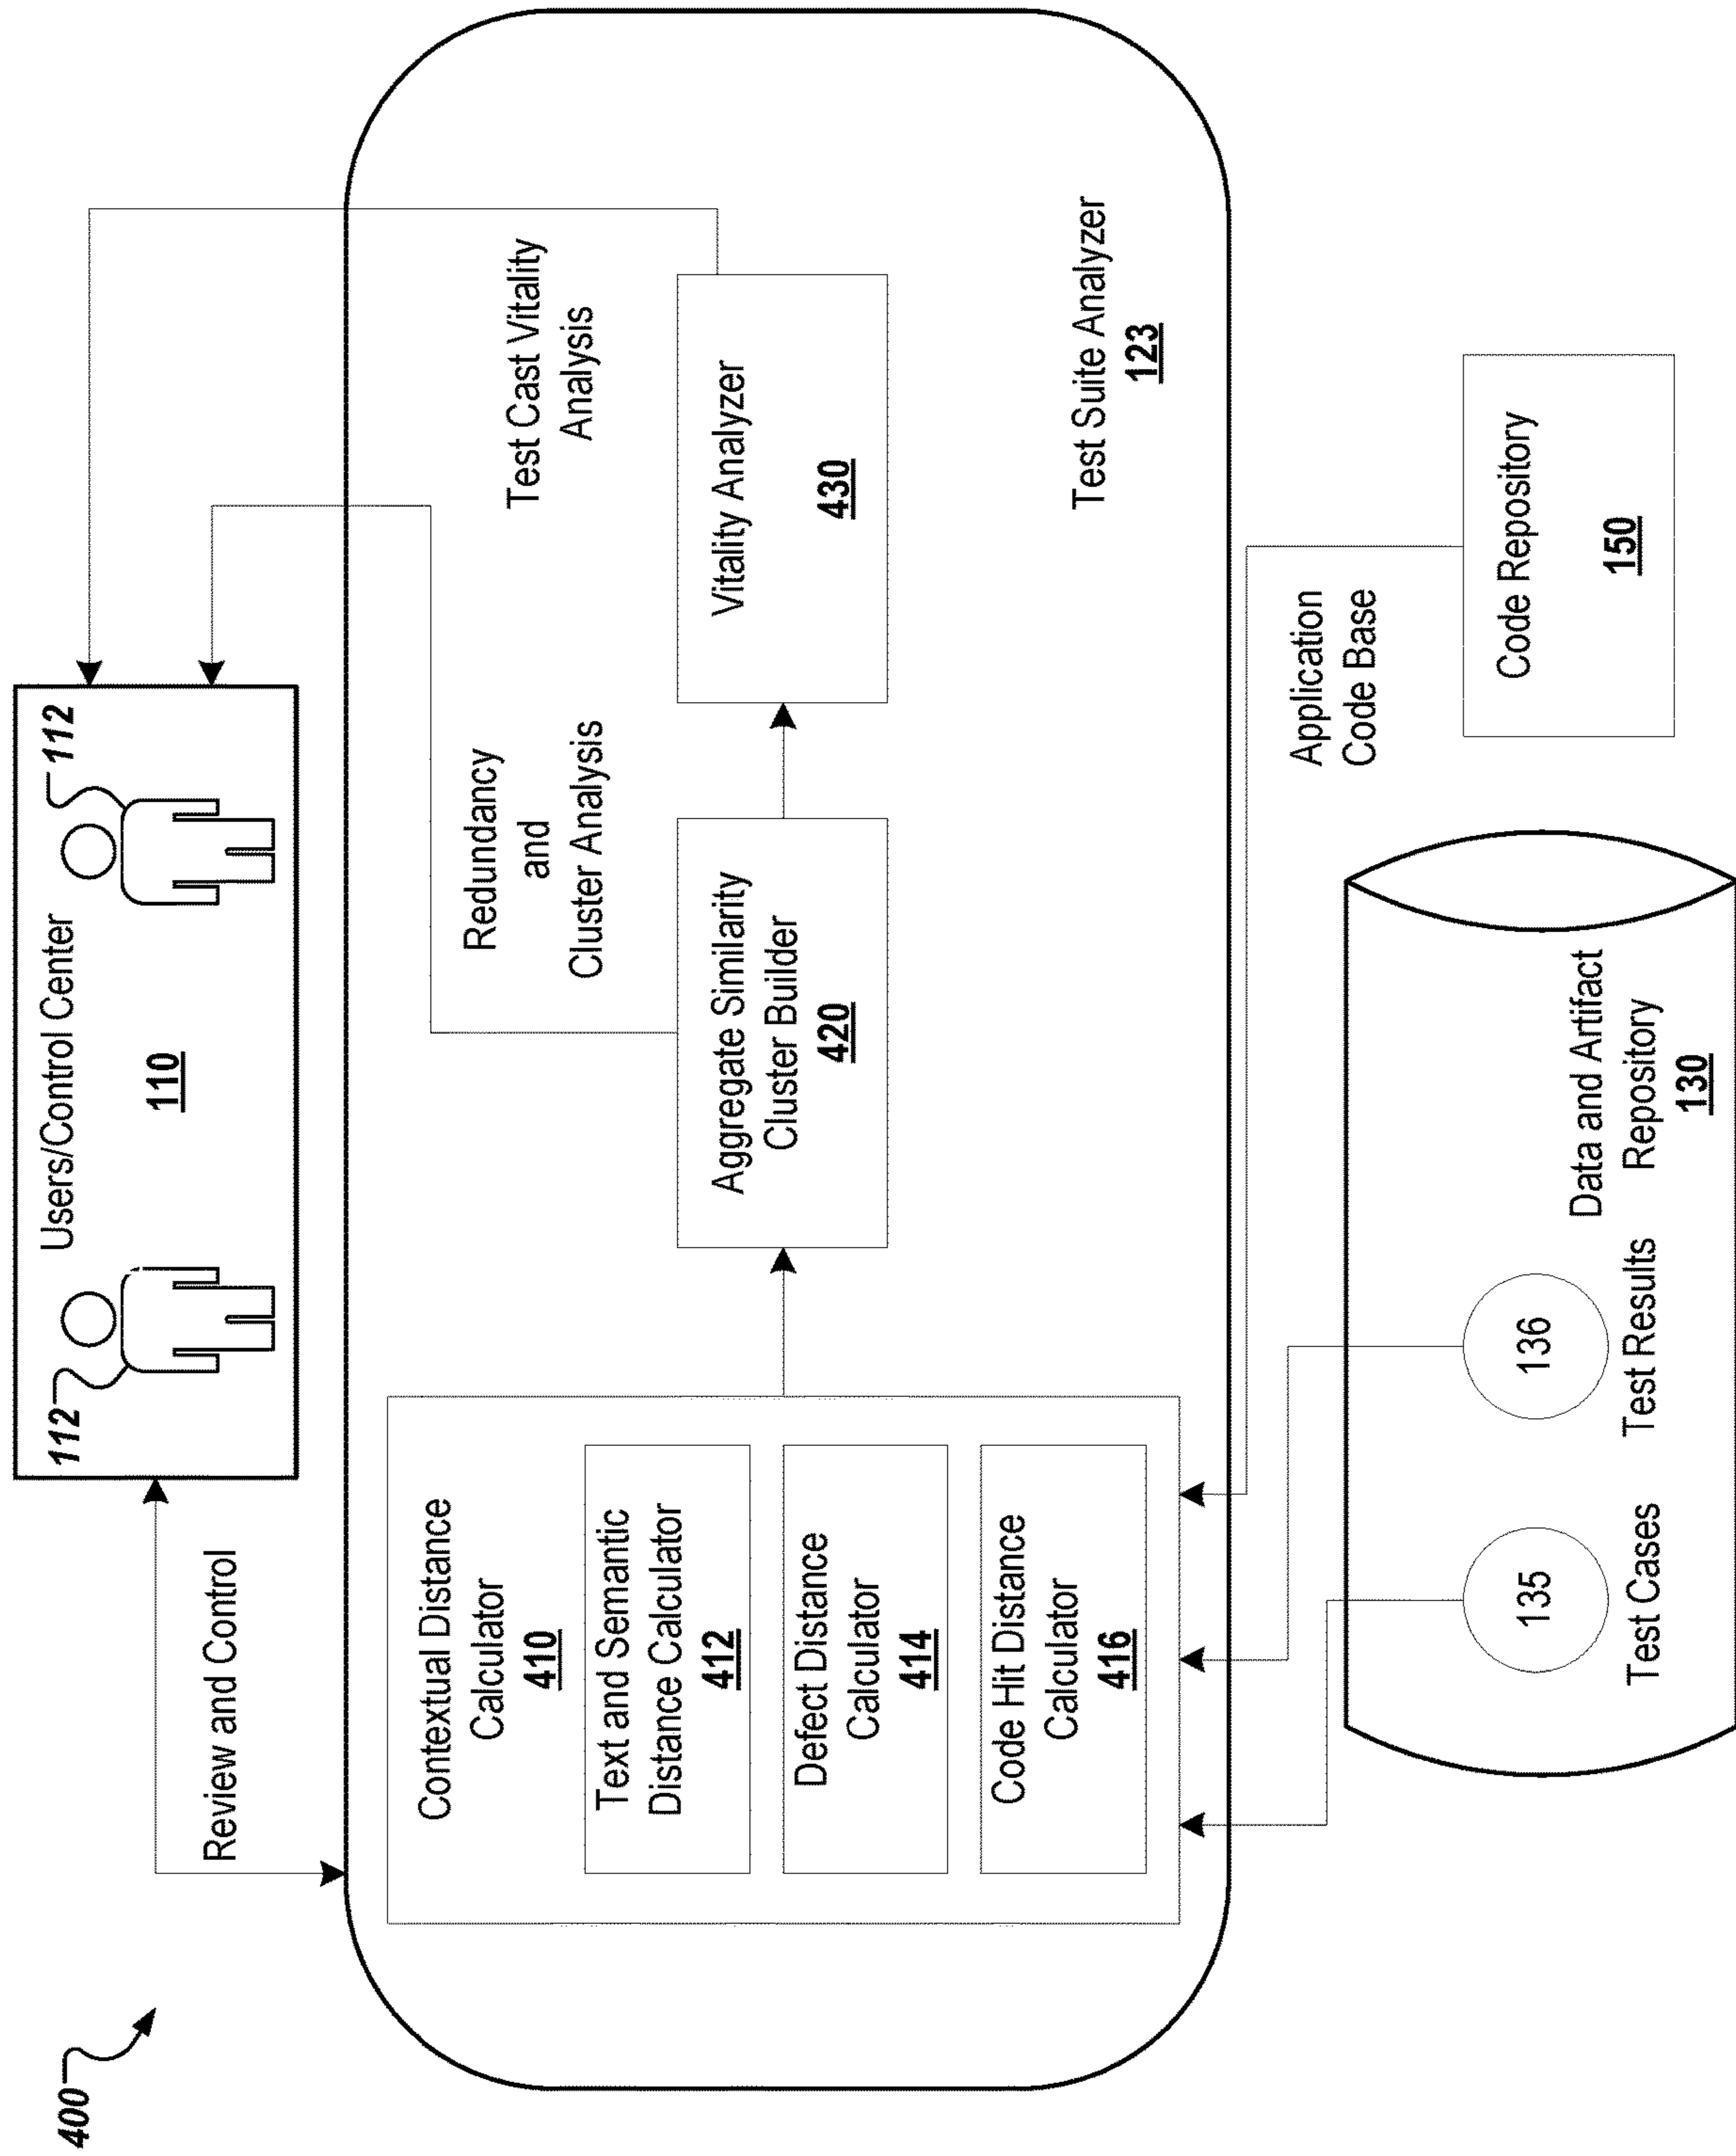 400
Users/Control Center
110
112
112
Review and Control
Redundancy
and
Cluster Analysis
Test Cast Vitality
Analysis
Contextual Distance
Calculator
410
Text and Semantic
Distance Calculator
412
Defect Distance
Calculator
414
Code Hit Distance
Calculator
416
Aggregate Similarity
Cluster Builder
420
Vitality Analyzer
430
Test Suite Analyzer
123
Application
Code Base
135
Test Cases
136
Test Results
Data and Artifact
Repository
130
Code Repository
150